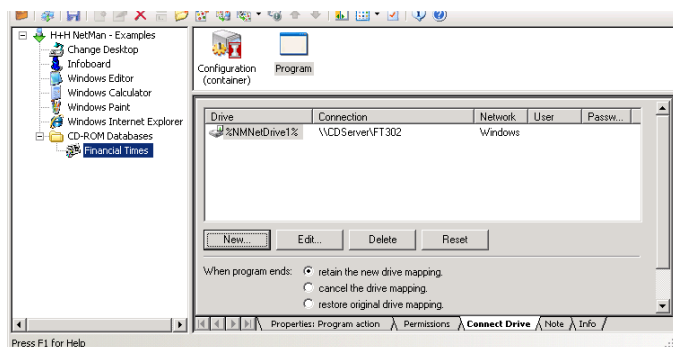 H+H NetMan - Examples
Change Desktop
Infoboard
Windows Editor
Windows Calculator
Windows Paint
Windows Internet Explorer
CD-ROM Databases
Financial Times
Configuration
(container)
Program
Drive Connection Network User Passw...
%NMNetDrive1% \\CDServer\FT302 Windows
New... Edit... Delete Reset
When program ends: retain the new drive mapping.
cancel the drive mapping.
restore original drive mapping.
Properties: Program action Permissions Connect Drive Note Info
Press F1 for Help